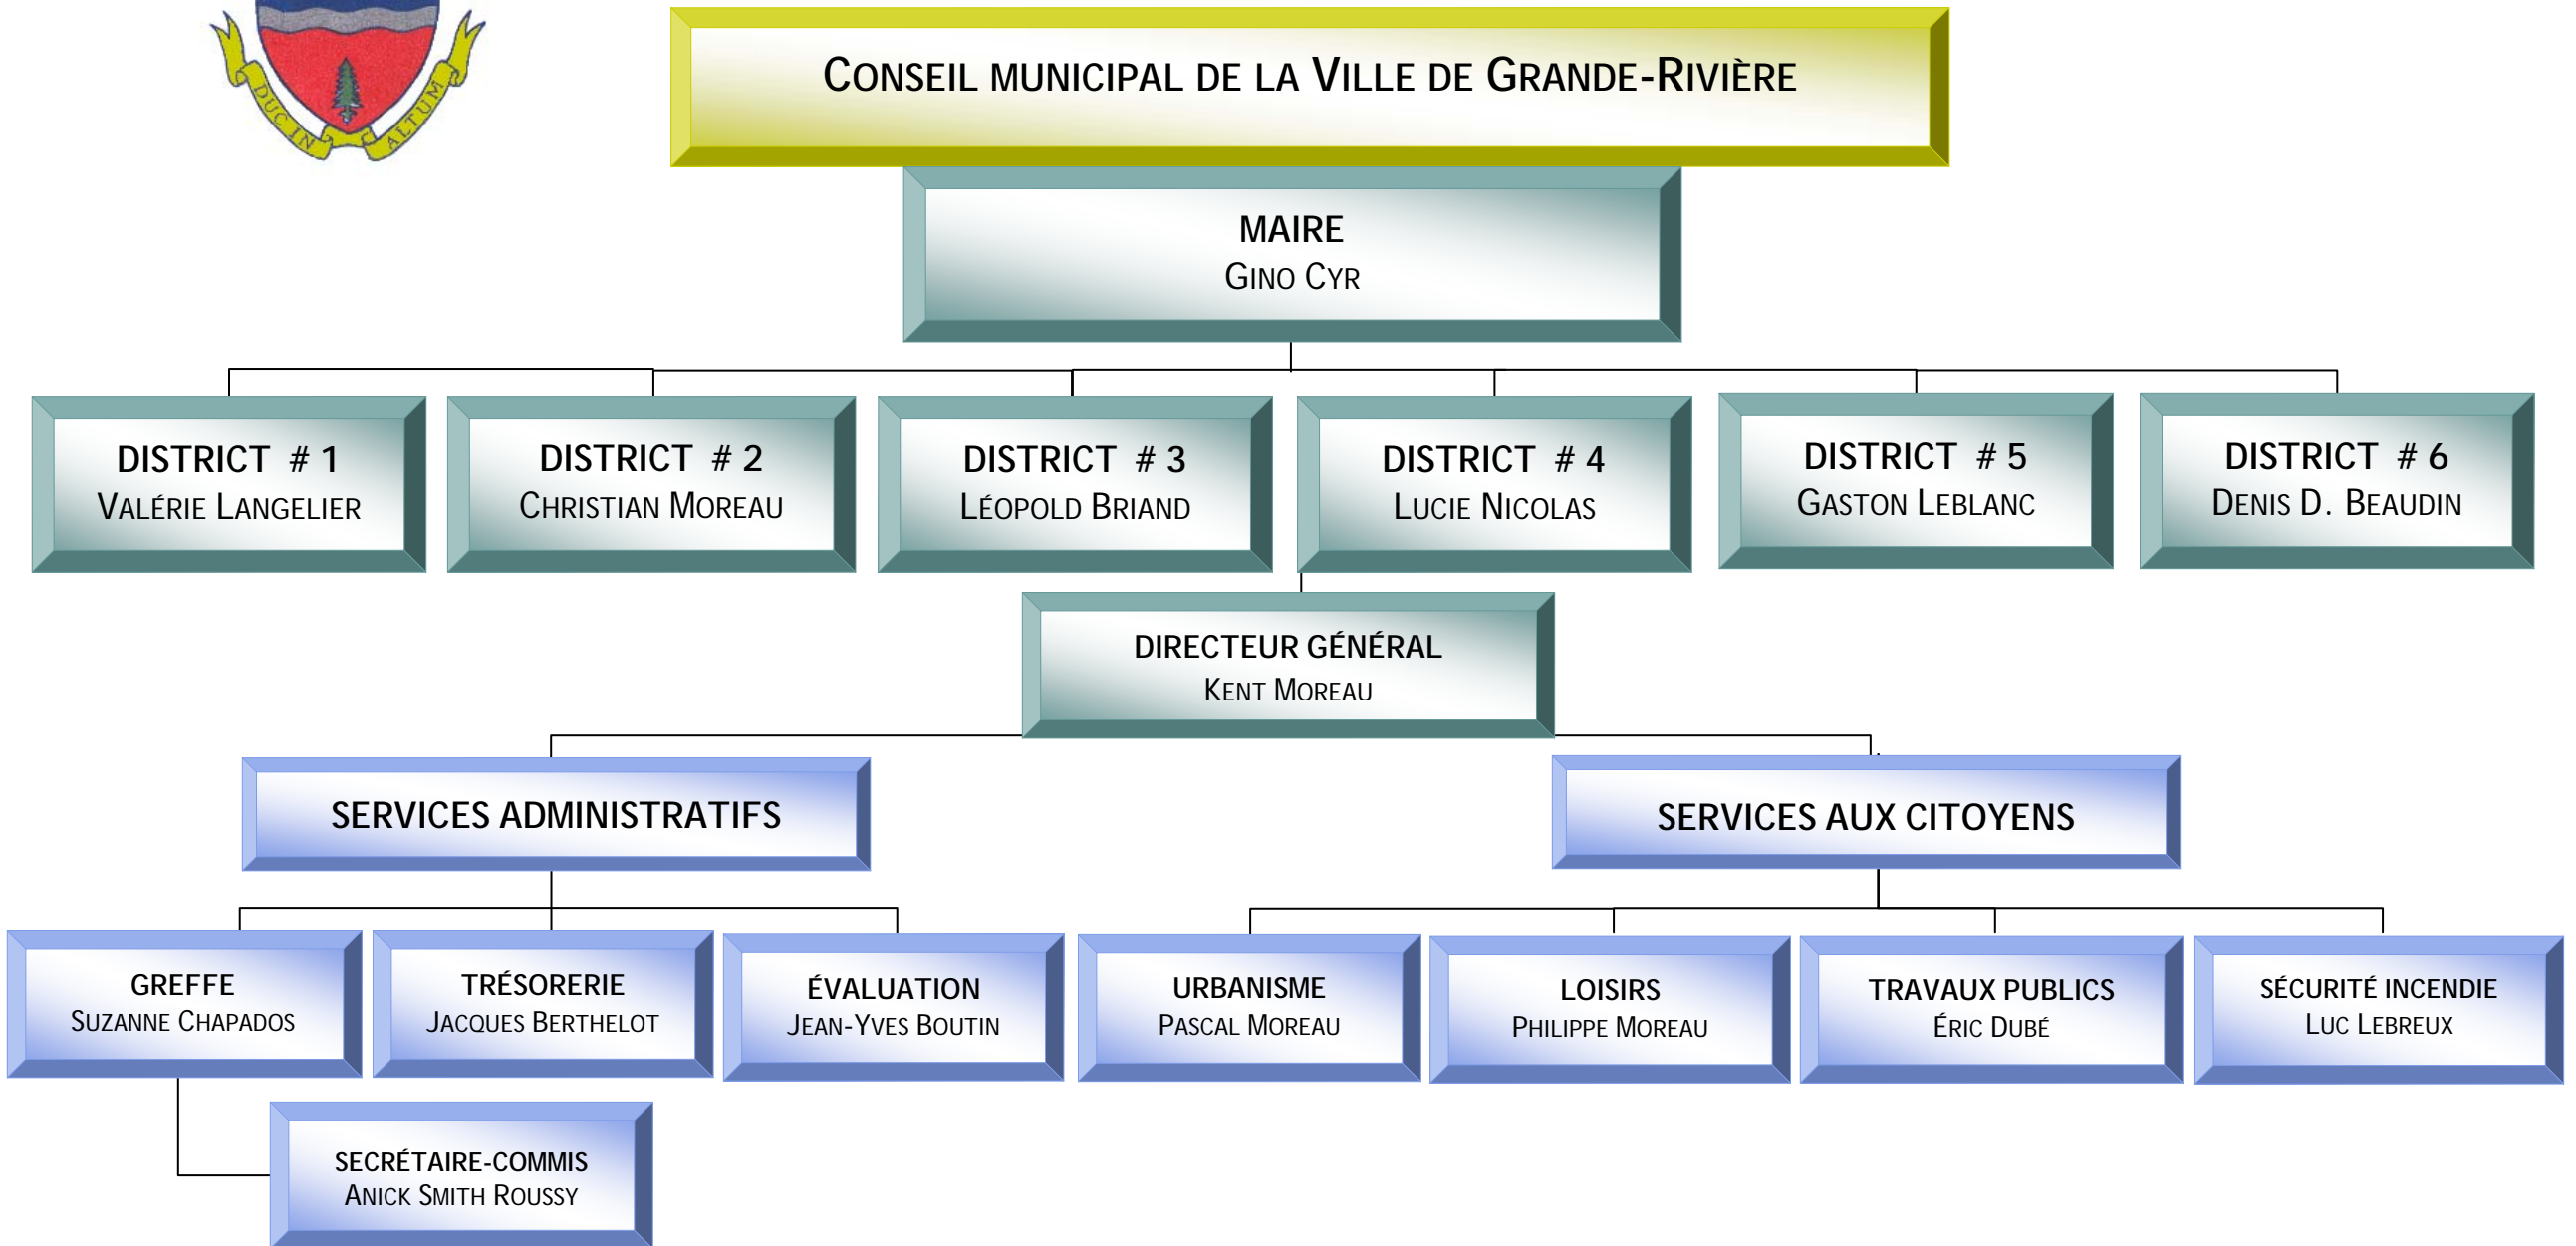 DUC IN ALTUM
CONSEIL MUNICIPAL DE LA VILLE DE GRANDE-RIVIÈRE
MAIRE
GINO CYR
DISTRICT # 1
VALÉRIE LANGELIER
DISTRICT # 2
CHRISTIAN MOREAU
DISTRICT # 3
LÉOPOLD BRIAND
DISTRICT # 4
LUCIE NICOLAS
DISTRICT # 5
GASTON LEBLANC
DISTRICT # 6
DENIS D. BEAUDIN
DIRECTEUR GÉNÉRAL
KENT MOREAU
SERVICES ADMINISTRATIFS
SERVICES AUX CITOYENS
GREFFE
SUZANNE CHAPADOS
TRÉSORERIE
JACQUES BERTHELOT
ÉVALUATION
JEAN-YVES BOUTIN
URBANISME
PASCAL MOREAU
LOISIRS
PHILIPPE MOREAU
TRAVAUX PUBLICS
ÉRIC DUBÉ
SÉCURITÉ INCENDIE
LUC LEBREUX
SECRÉTAIRE-COMMIS
ANICK SMITH ROUSSY